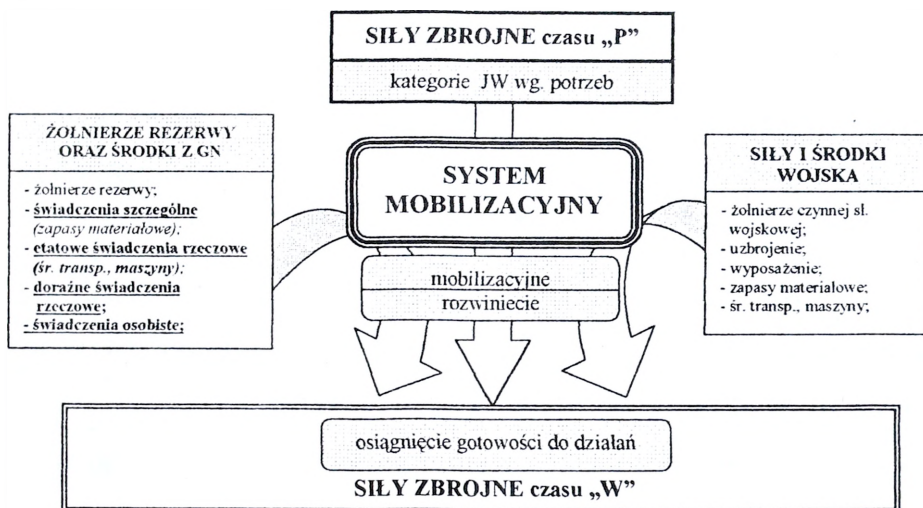 SIŁY ZBROJNE czasu „P”
kategorie JW wg. potrzeb
ŻOŁNIERZE REZERWY
ORAZ ŚRODKI Z GN
- żołnierze rezerwy;
- świadczenia szczególne
(zapasy materiałowe);
- etatowe świadczenia rzeczowe
(śr. transp., maszyny);
- doraźne świadczenia
rzeczowe;
- świadczenia osobiste;
SYSTEM
MOBILIZACYJNY
mobilizacyjne
rozwiniecie
SIŁY I ŚRODKI
WOJSKA
- żołnierze czynnej sł.
wojskowej;
- uzbrojenie;
- wyposażenie;
- zapasy materiałowe;
- śr. transp., maszyny;
osiągnięcie gotowości do działań
SIŁY ZBROJNE czasu „W”